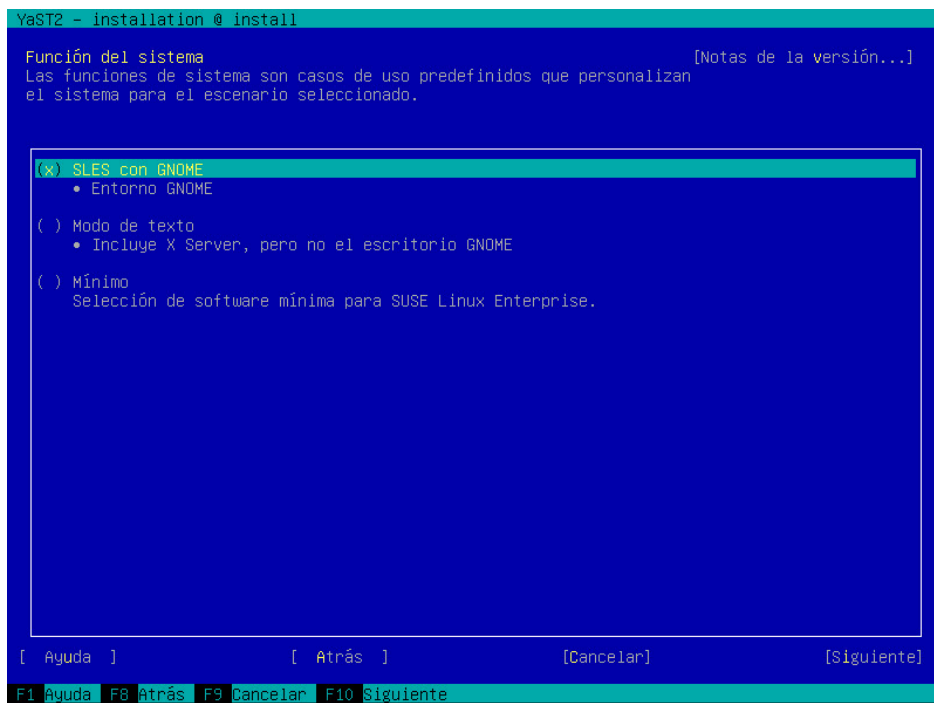 YaST2 - installation @ install
Función del sistema [Notas de la versión...]
Las funciones de sistema son casos de uso predefinidos que personalizan
el sistema para el escenario seleccionado.
(x) SLES con GNOME
• Entorno GNOME
( ) Modo de texto
• Incluye X Server, pero no el escritorio GNOME
( ) Mínimo
Selección de software mínima para SUSE Linux Enterprise.
[ Ayuda ] [ Atrás ] [Cancelar] [Siguiente]
F1 Ayuda F8 Atrás F9 Cancelar F10 Siguiente